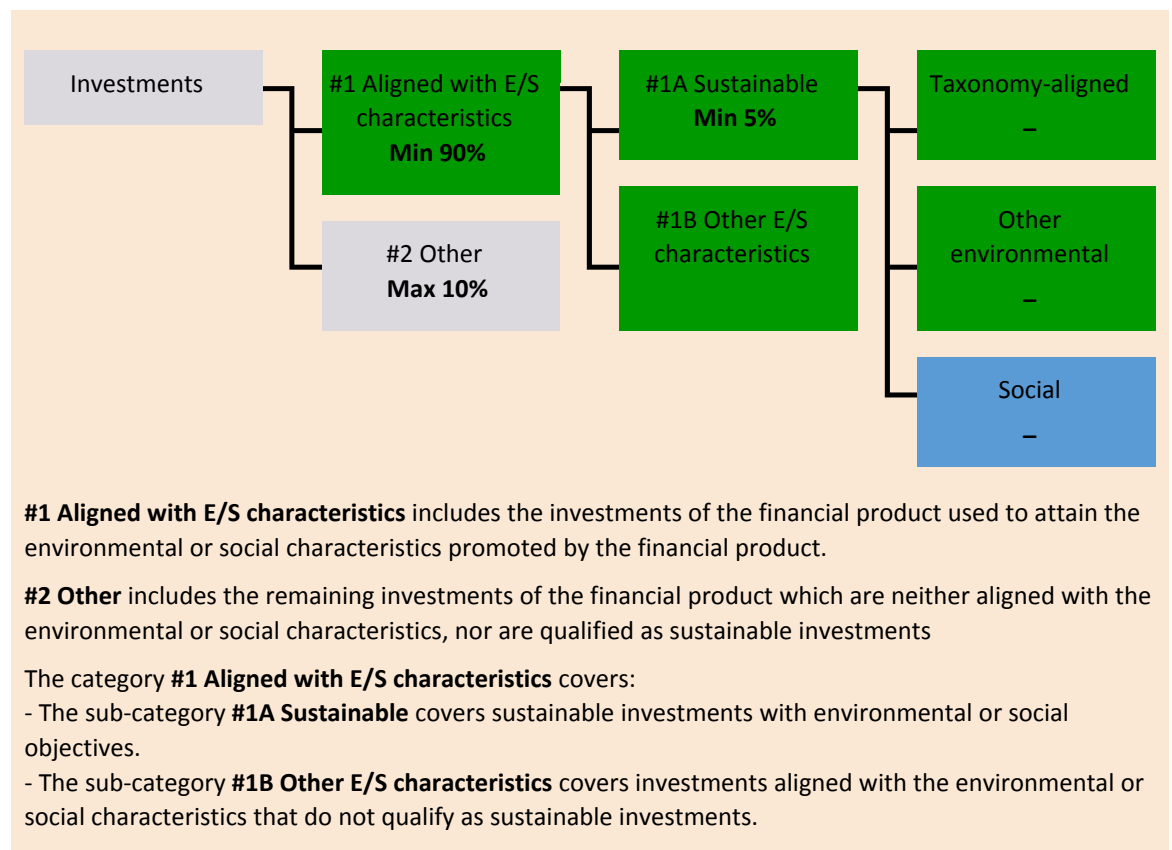 Investments
#1 Aligned with E/S
characteristics
Min 90%
#2 Other
Max 10%
#1A Sustainable
Min 5%
#1B Other E/S
characteristics
Taxonomy-aligned
–
Other
environmental
–
Social
–
#1 Aligned with E/S characteristics includes the investments of the financial product used to attain the
environmental or social characteristics promoted by the financial product.
#2 Other includes the remaining investments of the financial product which are neither aligned with the
environmental or social characteristics, nor are qualified as sustainable investments
The category #1 Aligned with E/S characteristics covers:
- The sub-category #1A Sustainable covers sustainable investments with environmental or social
objectives.
- The sub-category #1B Other E/S characteristics covers investments aligned with the environmental or
social characteristics that do not qualify as sustainable investments.